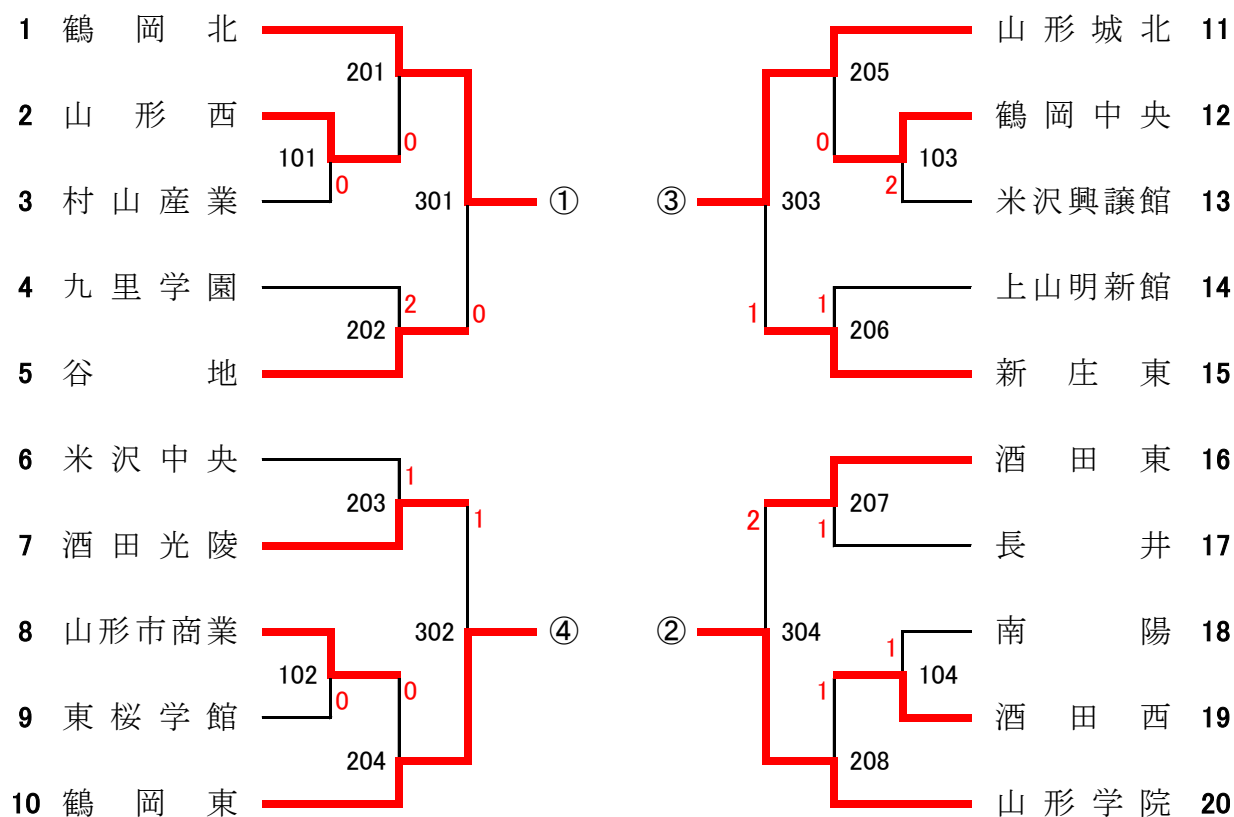 1 鶴岡北
201
2 山形西
101
0
0
3 村山産業
301
①
4 九里学園
2
202
0
5 谷地
6 米沢中央
1
203
1
7 酒田光陵
8 山形市商業
302
④
102
0
0
9 東桜学館
204
10 鶴岡東
山形城北 11
205
鶴岡中央 12
0
103
2
③
303
米沢興譲館 13
上山明新館 14
1
1
206
新庄東 15
酒田東 16
2
207
1
長井 17
②
304
南陽 18
1
104
1
酒田西 19
208
山形学院 20